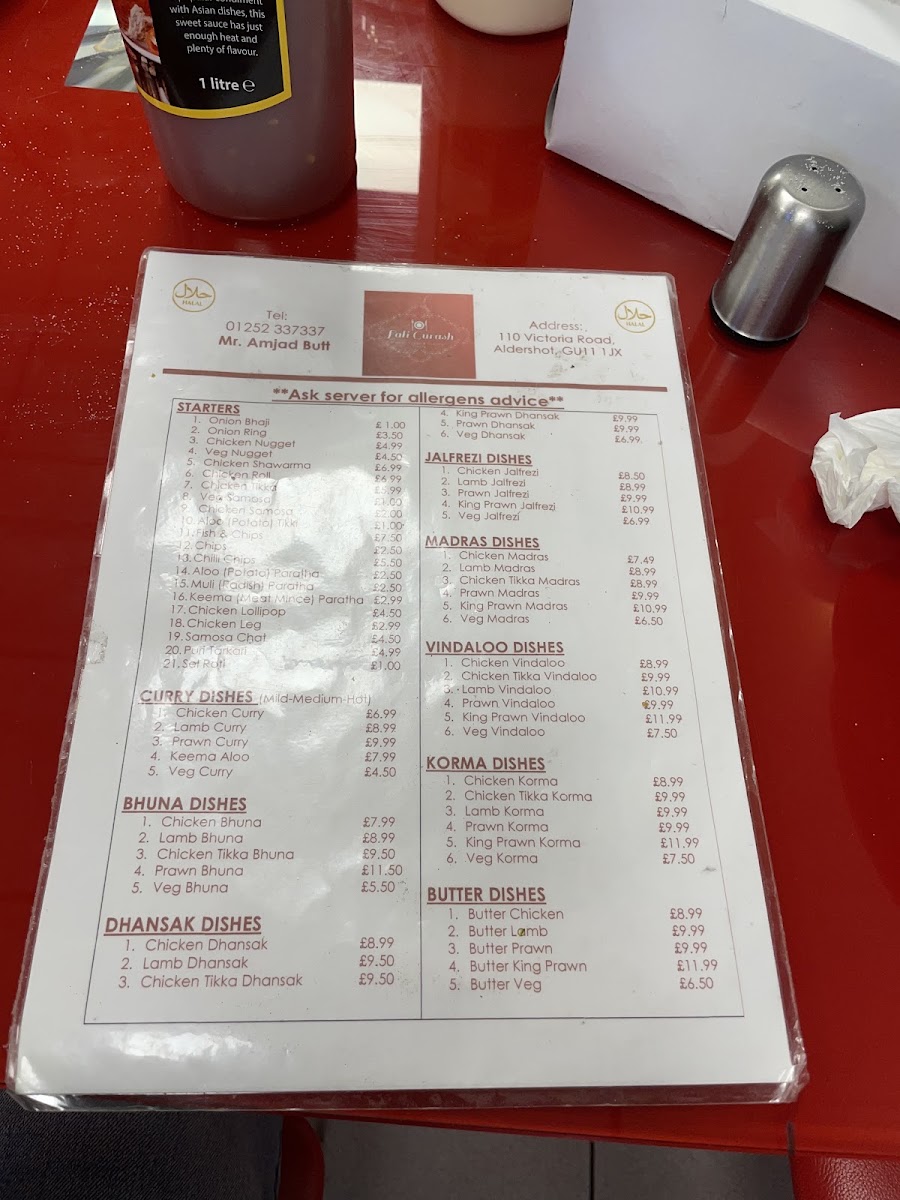 with Asian dishes, this
sweet sauce has just
enough heat and
plenty of flavour.
1 litre ℮
حلال
HALAL
Tel:
01252 337337
Mr. Amjad Butt
حلال
HALAL
Address:
110 Victoria Road,
Aldershot, GU11 1JX
**Ask server for allergens advice**
STARTERS
1. Onion Bhaji £ 1.00
2. Onion Ring £3.50
3. Chicken Nugget £4.99
4. Veg Nugget £4.50
5. Chicken Shawarma £6.99
6. Chicken Roll £6.99
7. Chicken Tikka £5.99
8. Veg Samosa £1.00
9. Chicken Samosa £2.00
10. Aloo (Potato) Tikki £1.00
11. Fish & Chips £7.50
12. Chips £2.50
13. Chilli Chips £5.50
14. Aloo (Potato) Paratha £2.50
15. Muli (Radish) Paratha £2.50
16. Keema (Meat Mince) Paratha £2.99
17. Chicken Lollipop £4.50
18. Chicken Leg £2.99
19. Samosa Chat £4.50
20. Puri Tarkari £4.99
21. Set Roti £1.00
CURRY DISHES (Mild-Medium-Hot)
1. Chicken Curry £6.99
2. Lamb Curry £8.99
3. Prawn Curry £9.99
4. Keema Aloo £7.99
5. Veg Curry £4.50
BHUNA DISHES
1. Chicken Bhuna £7.99
2. Lamb Bhuna £8.99
3. Chicken Tikka Bhuna £9.50
4. Prawn Bhuna £11.50
5. Veg Bhuna £5.50
DHANSAK DISHES
1. Chicken Dhansak £8.99
2. Lamb Dhansak £9.50
3. Chicken Tikka Dhansak £9.50
4. King Prawn Dhansak £9.99
5. Prawn Dhansak £9.99
6. Veg Dhansak £6.99
JALFREZI DISHES
1. Chicken Jalfrezi £8.50
2. Lamb Jalfrezi £8.99
3. Prawn Jalfrezi £9.99
4. King Prawn Jalfrezi £10.99
5. Veg Jalfrezi £6.99
MADRAS DISHES
1. Chicken Madras £7.49
2. Lamb Madras £8.99
3. Chicken Tikka Madras £8.99
4. Prawn Madras £9.99
5. King Prawn Madras £10.99
6. Veg Madras £6.50
VINDALOO DISHES
1. Chicken Vindaloo £8.99
2. Chicken Tikka Vindaloo £9.99
3. Lamb Vindaloo £10.99
4. Prawn Vindaloo £9.99
5. King Prawn Vindaloo £11.99
6. Veg Vindaloo £7.50
KORMA DISHES
1. Chicken Korma £8.99
2. Chicken Tikka Korma £9.99
3. Lamb Korma £9.99
4. Prawn Korma £9.99
5. King Prawn Korma £11.99
6. Veg Korma £7.50
BUTTER DISHES
1. Butter Chicken £8.99
2. Butter Lamb £9.99
3. Butter Prawn £9.99
4. Butter King Prawn £11.99
5. Butter Veg £6.50